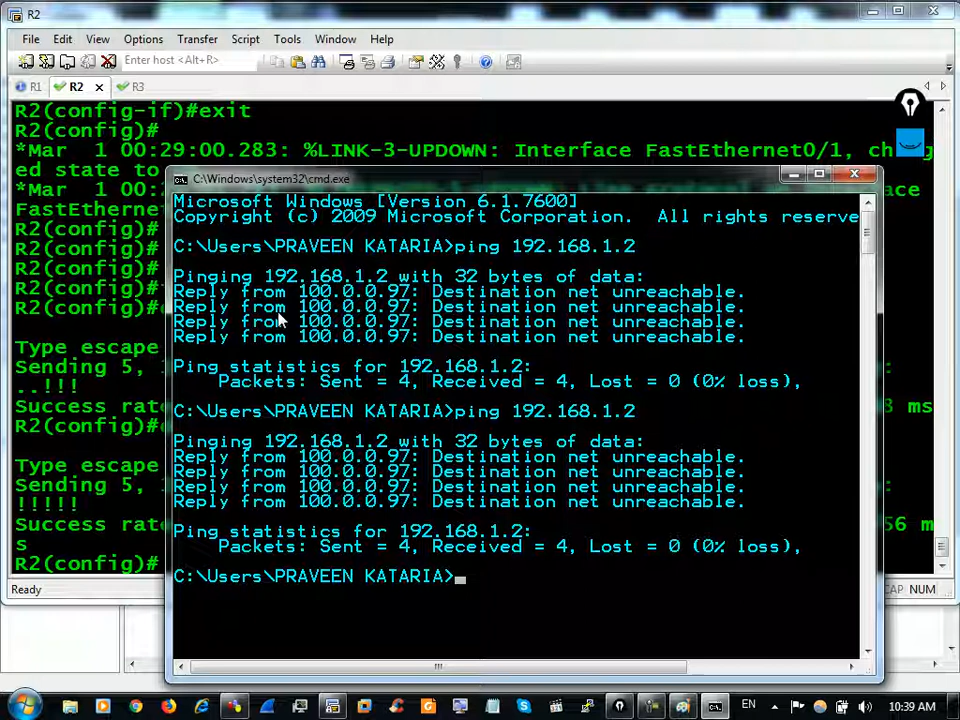 R2
File Edit View Options Transfer Script Tools Window Help
Enter host <Alt+R>
R1 R2 R3
R2(config-if)#exit
R2(config)#
*Mar 1 00:29:00.283: %LINK-3-UPDOWN: Interface FastEthernet0/1, chang
ed state to
*Mar 1
FastEthernet
R2(config)
R2(config)
R2(config)
R2(config)
R2(config)#
Type escape
Sending 5,
..!!!
Success rate
ms
R2(config)#
Type escape
Sending 5,
!!!!!
Success rate
56 m
s
R2(config)#
Ready
CAP NUM
C:\Windows\system32\cmd.exe
Microsoft Windows [Version 6.1.7600]
Copyright (c) 2009 Microsoft Corporation. All rights reserve
C:\Users\PRAVEEN KATARIA>ping 192.168.1.2
Pinging 192.168.1.2 with 32 bytes of data:
Reply from 100.0.0.97: Destination net unreachable.
Reply from 100.0.0.97: Destination net unreachable.
Reply from 100.0.0.97: Destination net unreachable.
Reply from 100.0.0.97: Destination net unreachable.
Ping statistics for 192.168.1.2:
Packets: Sent = 4, Received = 4, Lost = 0 (0% loss),
C:\Users\PRAVEEN KATARIA>ping 192.168.1.2
Pinging 192.168.1.2 with 32 bytes of data:
Reply from 100.0.0.97: Destination net unreachable.
Reply from 100.0.0.97: Destination net unreachable.
Reply from 100.0.0.97: Destination net unreachable.
Reply from 100.0.0.97: Destination net unreachable.
Ping statistics for 192.168.1.2:
Packets: Sent = 4, Received = 4, Lost = 0 (0% loss),
C:\Users\PRAVEEN KATARIA>
EN 10:39 AM